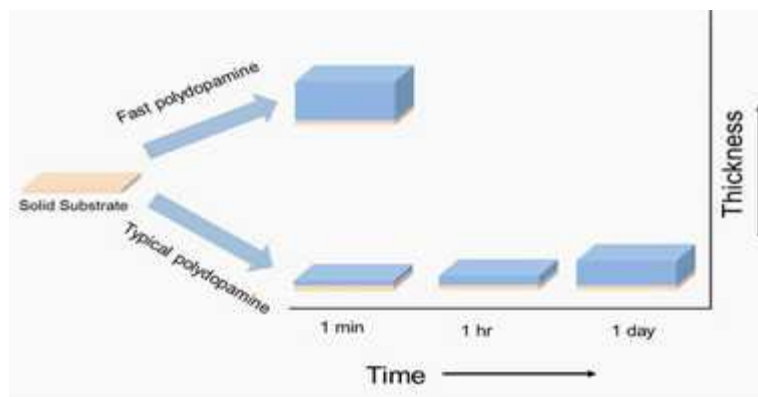 Fast polydopamine
Solid Substrate
Typical polydopamine
Thickness
1 min
1 hr
1 day
Time